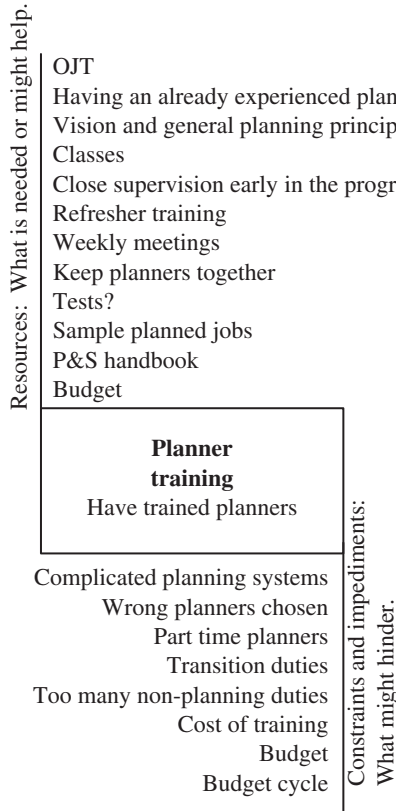 Resources: What is needed or might help.
OJT
Having an already experienced plan
Vision and general planning princip
Classes
Close supervision early in the progr
Refresher training
Weekly meetings
Keep planners together
Tests?
Sample planned jobs
P&S handbook
Budget
Planner
training
Have trained planners
Complicated planning systems
Wrong planners chosen
Part time planners
Transition duties
Too many non-planning duties
Cost of training
Budget
Budget cycle
Constraints and impediments:
What might hinder.